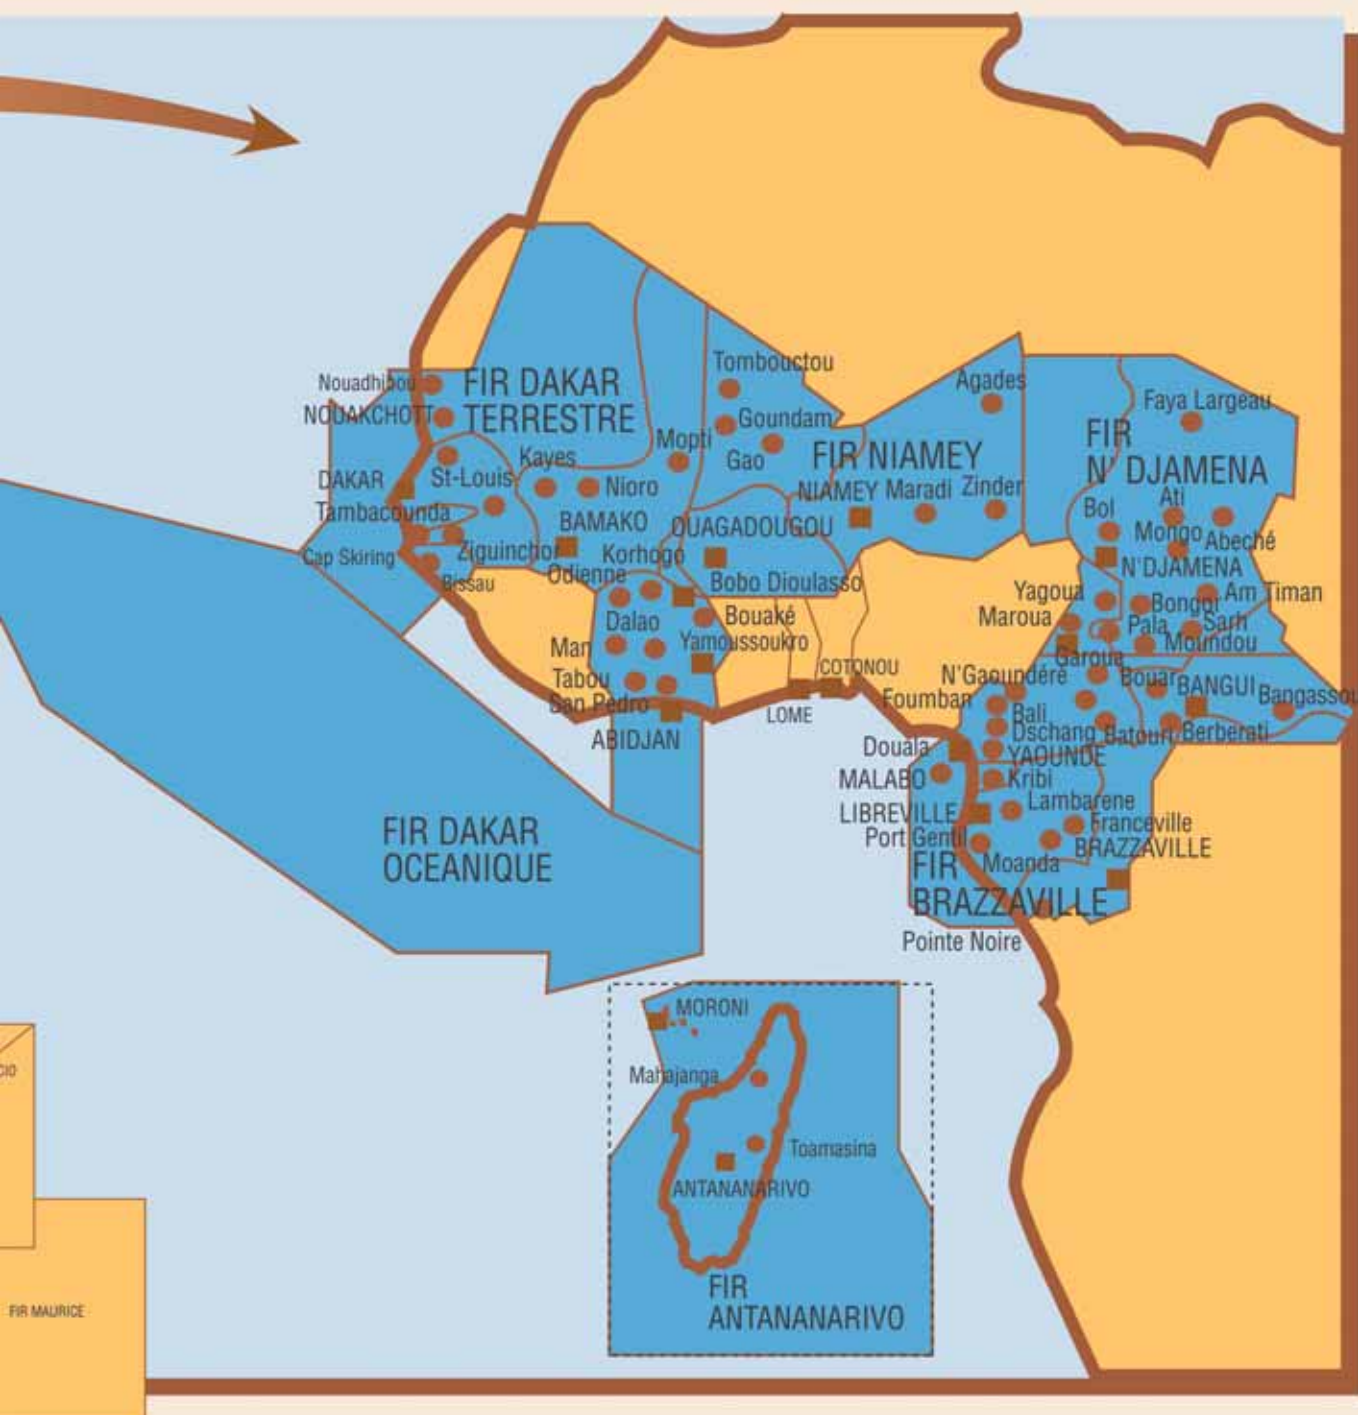 Tombouctou
Agades
Nouadhibou
FIR DAKAR
TERRESTRE
Faya Largeau
NOUAKCHOTT
Goundam
Mopti
Gao
FIR NIAMEY
FIR
N' DJAMENA
Kayes
DAKAR
St-Louis
Nioro
NIAMEY
Maradi
Zinder
Ati
Bol
Tambacounda
BAMAKO
OUAGADOUGOU
Mongo
Abeché
Cap Skiring
Ziguinchor
Korhogo
N'DJAMENA
Bissau
Odienne
Bobo Dioulasso
Yagoua
Am Timan
Bongor
Maroua
Dalao
Bouaké
Pala
Sarh
Man
Yamoussoukro
Moundou
Garoua
Tabou
COTONOU
N'Gaoundéré
Bouar
BANGUI
Bangassou
San Pedro
LOME
Foumban
Bali
Dschang
Batouri
Berberati
ABIDJAN
Douala
YAOUNDE
MALABO
Kribi
LIBREVILLE
Lambarene
Port Gentil
Franceville
BRAZZAVILLE
Moanda
FIR
BRAZZAVILLE
Pointe Noire
FIR DAKAR
OCEANIQUE
MORONI
Mahajanga
Toamasina
ANTANANARIVO
FIR
ANTANANARIVO
FIR MAURICE